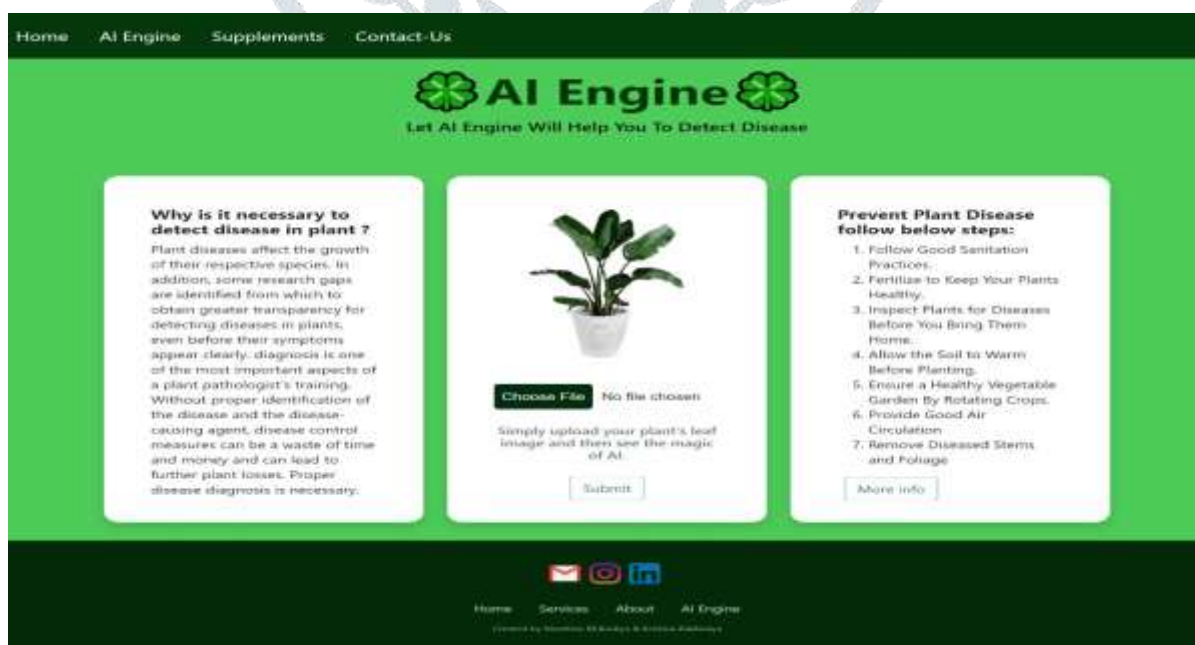 Home AI Engine Supplements Contact-Us
AI Engine
Let AI Engine Will Help You To Detect Disease
Why is it necessary to
detect disease in plant ?
Plant diseases affect the growth
of their respective species. In
addition, some research gaps
are identified from which to
obtain greater transparency for
detecting diseases in plants,
even before their symptoms
appear clearly. diagnosis is one
of the most important aspects of
a plant pathologist's training.
Without proper identification of
the disease and the disease-
causing agent, disease control
measures can be a waste of time
and money and can lead to
further plant losses. Proper
disease diagnosis is necessary.
Choose File No file chosen
Simply upload your plant's leaf
image and then see the magic
of AI.
Submit
Prevent Plant Disease
follow below steps:
1. Follow Good Sanitation
Practices.
2. Fertilize to Keep Your Plants
Healthy.
3. Inspect Plants for Diseases
Before You Bring Them
Home.
4. Allow the Soil to Warm
Before Planting.
5. Ensure a Healthy Vegetable
Garden By Rotating Crops.
6. Provide Good Air
Circulation
7. Remove Diseased Stems
and Foliage
More info
Home Services About AI Engine
Created by